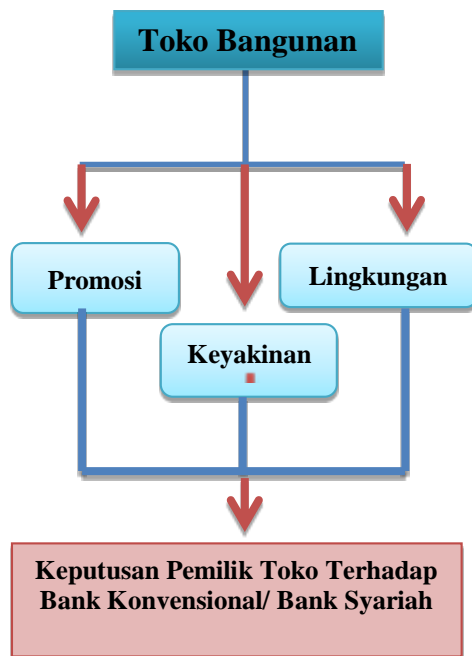 Toko Bangunan
Promosi
Lingkungan
Keyakinan
Keputusan Pemilik Toko Terhadap
Bank Konvensional/ Bank Syariah